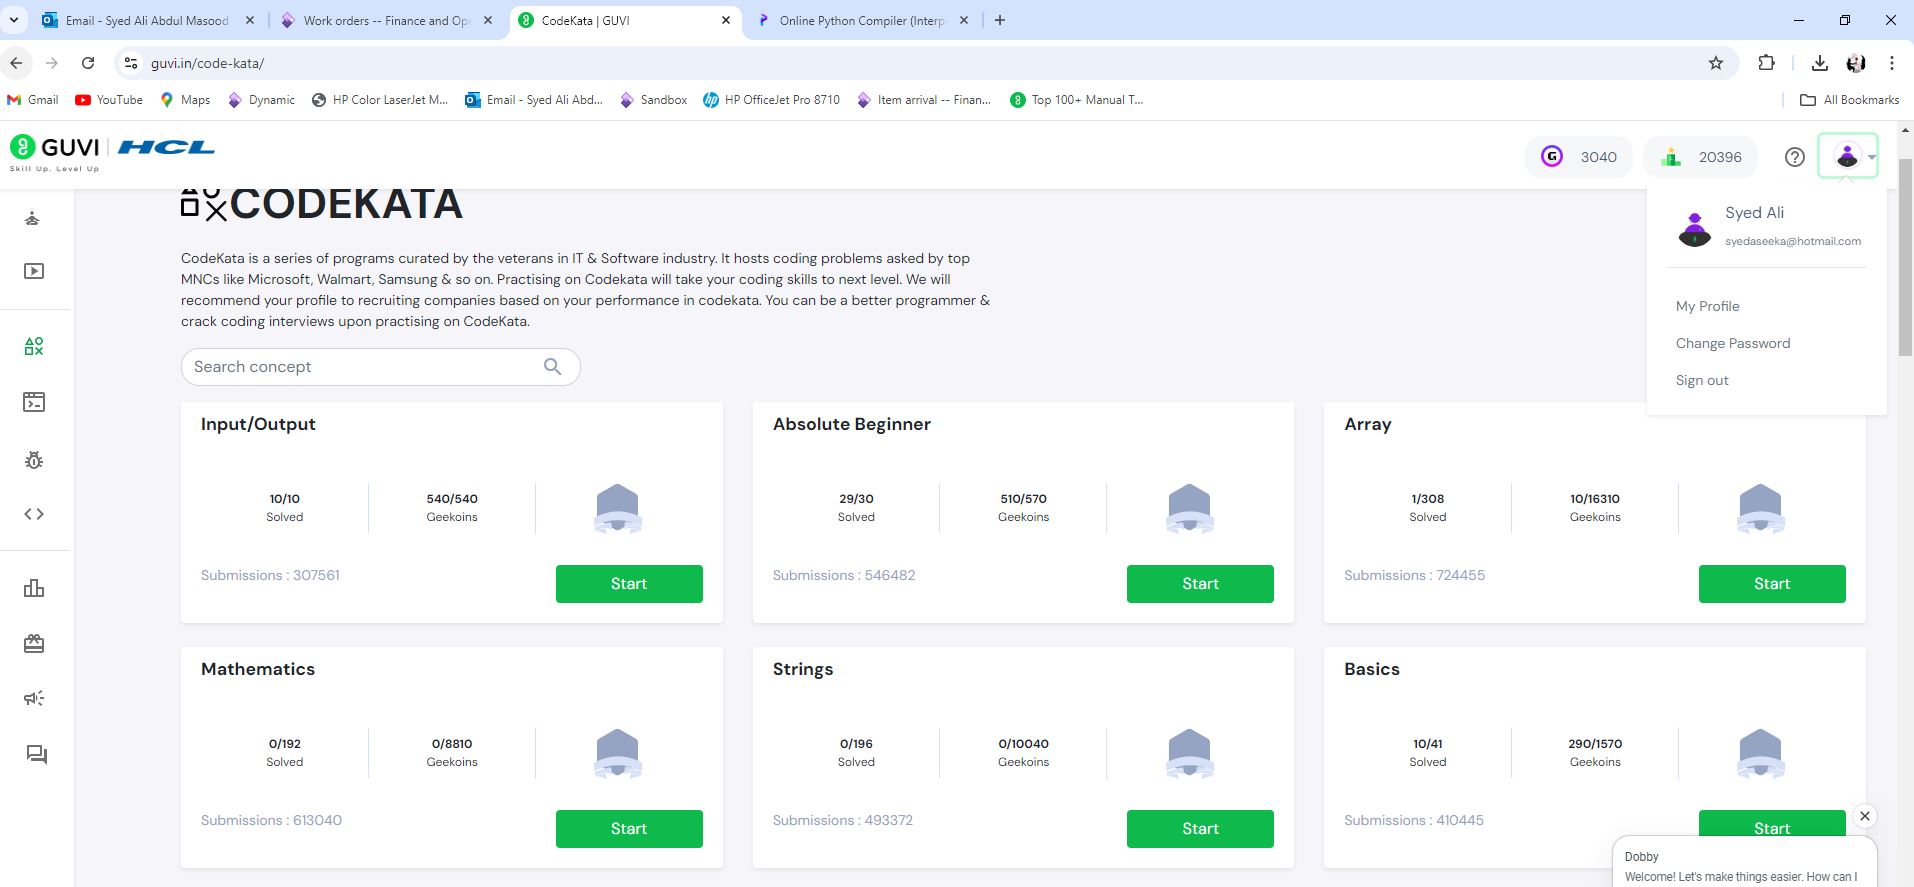 Email - Syed Ali Abdul Masood
Work orders -- Finance and Ope
CodeKata | GUVI
Online Python Compiler (Interp
guvi.in/code-kata/
Gmail
YouTube
Maps
Dynamic
HP Color LaserJet M...
Email - Syed Ali Abd...
Sandbox
HP OfficeJet Pro 8710
Item arrival -- Finan...
Top 100+ Manual T...
All Bookmarks
GUVI
HCL
Skill Up. Level Up
3040
20396
Syed Ali
syedaseeka@hotmail.com
My Profile
Change Password
Sign out
CODEKATA
CodeKata is a series of programs curated by the veterans in IT & Software industry. It hosts coding problems asked by top
MNCs like Microsoft, Walmart, Samsung & so on. Practising on Codekata will take your coding skills to next level. We will
recommend your profile to recruiting companies based on your performance in codekata. You can be a better programmer &
crack coding interviews upon practising on CodeKata.
Search concept
Input/Output
10/10
Solved
540/540
Geekoins
Submissions : 307561
Start
Absolute Beginner
29/30
Solved
510/570
Geekoins
Submissions : 546482
Start
Array
1/308
Solved
10/16310
Geekoins
Submissions : 724455
Start
Mathematics
0/192
Solved
0/8810
Geekoins
Submissions : 613040
Start
Strings
0/196
Solved
0/10040
Geekoins
Submissions : 493372
Start
Basics
10/41
Solved
290/1570
Geekoins
Submissions : 410445
Start
Dobby
Welcome! Let's make things easier. How can I